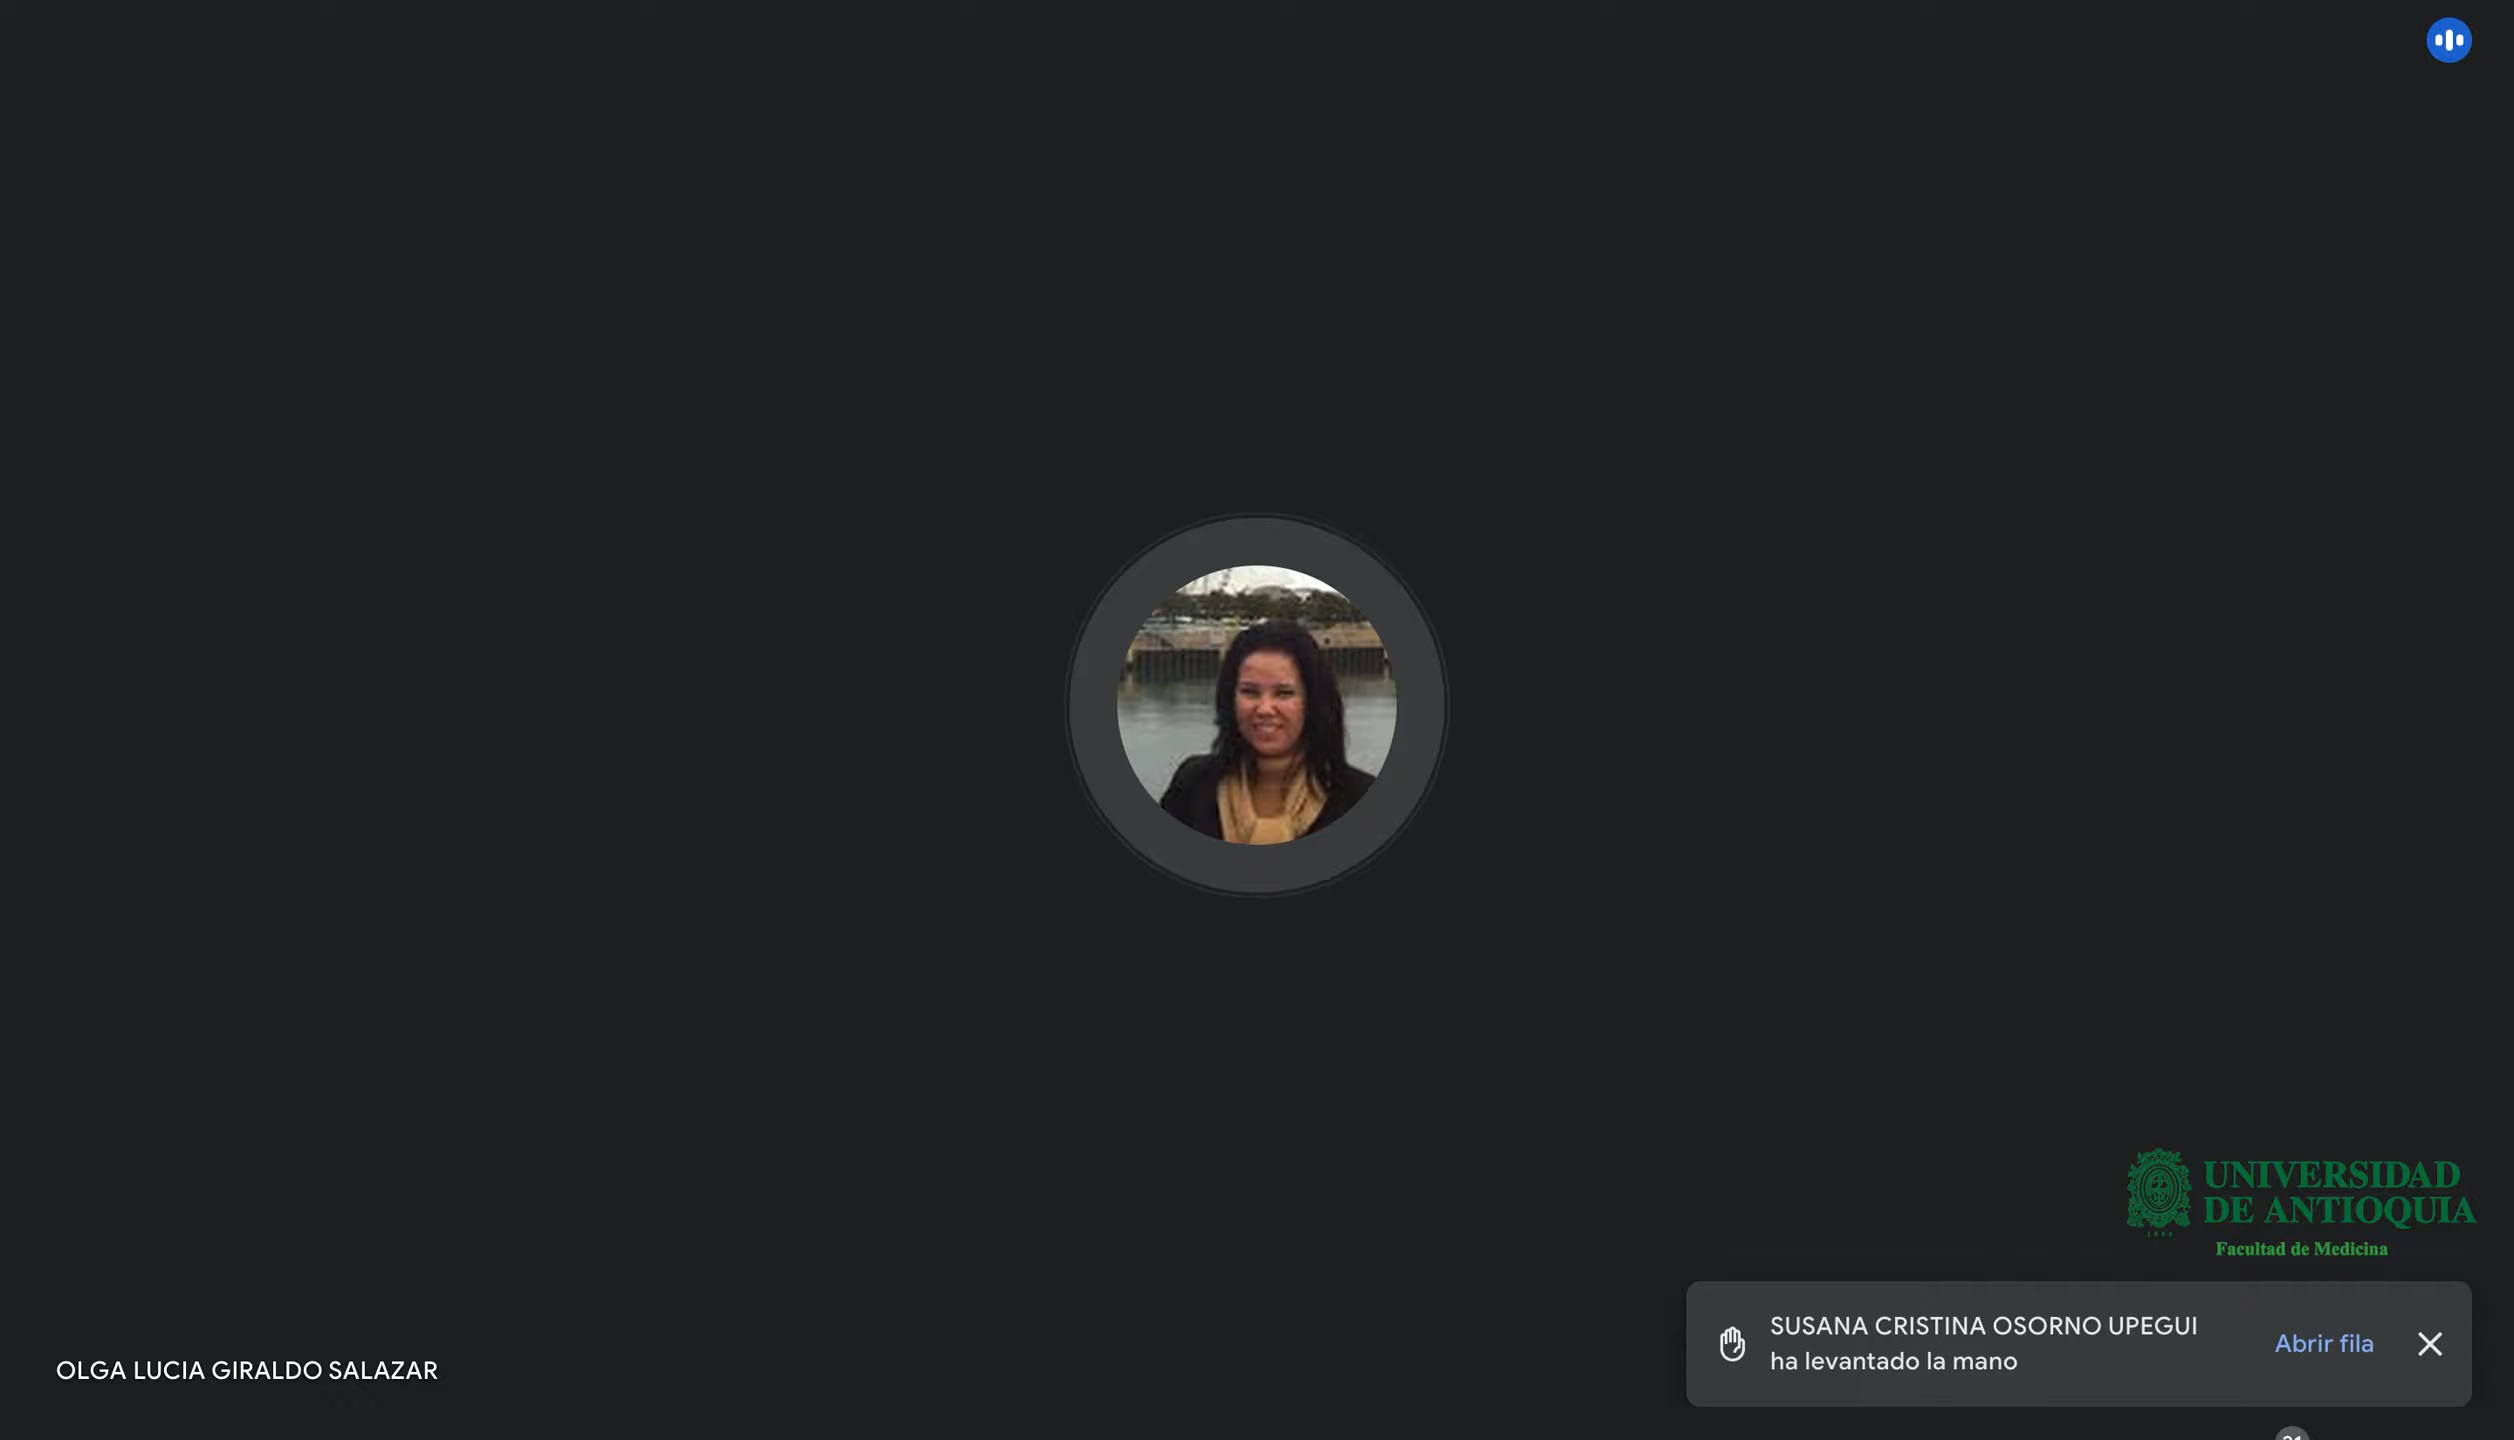 UNIVERSIDAD
DE ANTIOQUIA
Facultad de Medicina
SUSANA CRISTINA OSORNO UPEGUI
ha levantado la mano
Abrir fila
OLGA LUCIA GIRALDO SALAZAR